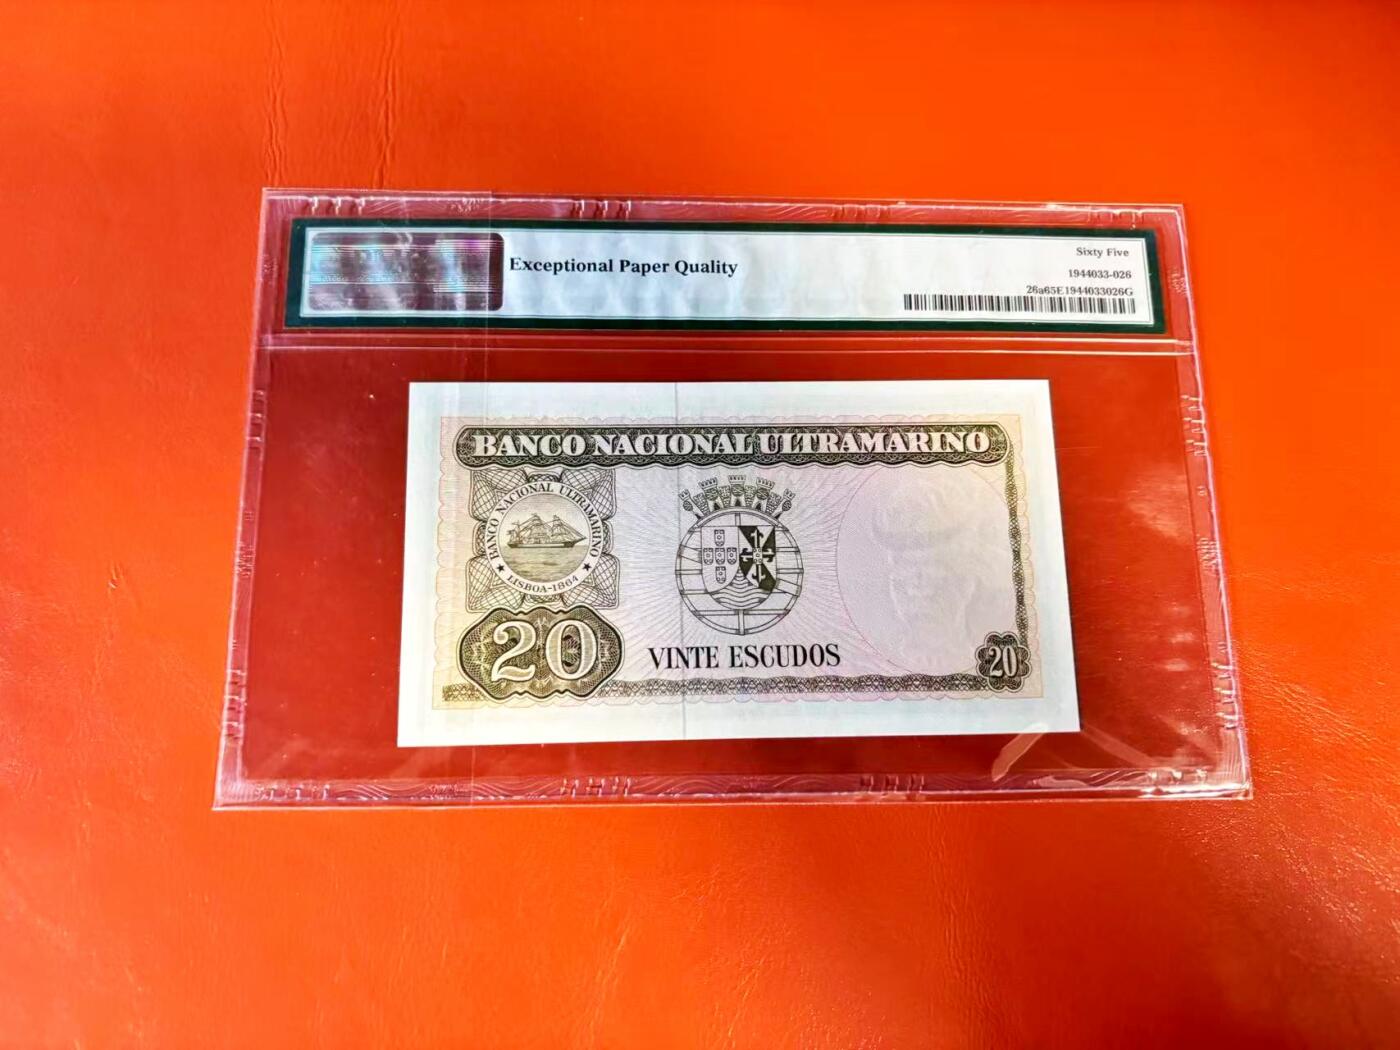 Exceptional Paper Quality
Sixty Five
1944033-026
26a65E1944033026G
BANCO NACIONAL ULTRAMARINO
BANCO NACIONAL ULTRAMARINO
★ LISBOA-1864 ★
20
VINTE ESCUDOS
20